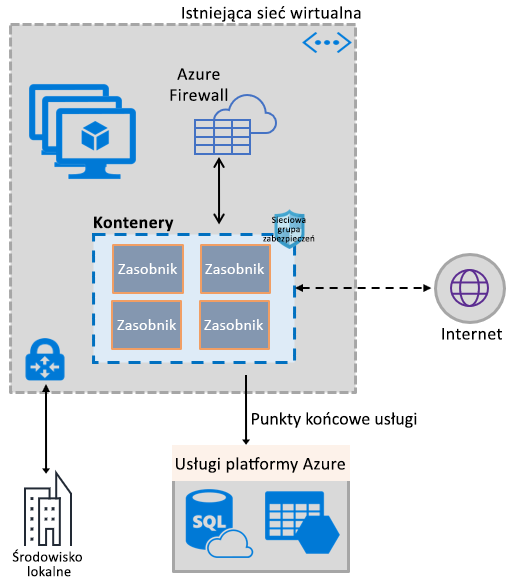 Istniejąca sieć wirtualna
Azure
Firewall
Kontenery
Sieciowa
grupa
zabezpieczeń
Zasobnik
Zasobnik
Zasobnik
Zasobnik
Internet
Punkty końcowe usługi
Usługi platformy Azure
SQL
Środowisko
lokalne